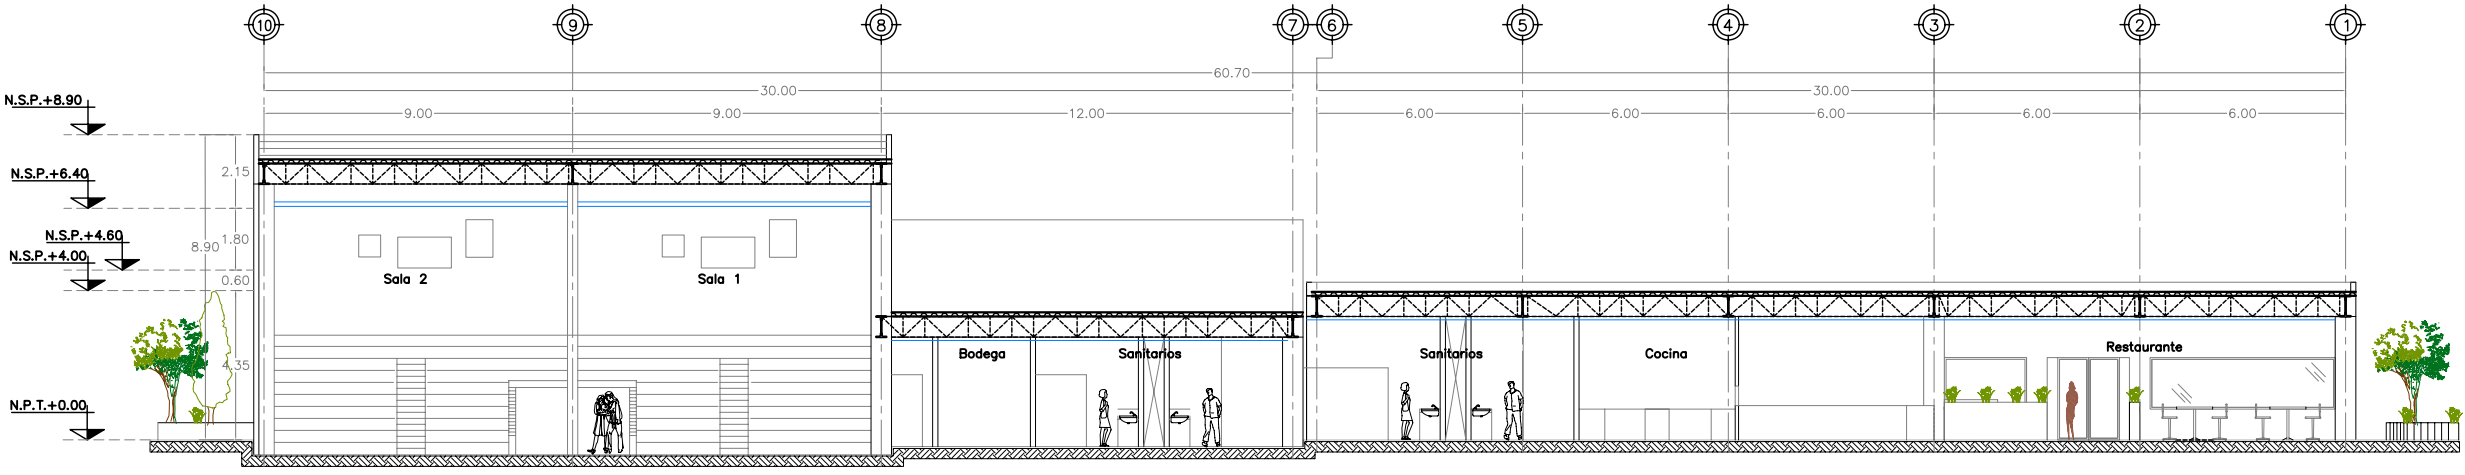 10 9 8 7 6 5 4 3 2 1
60.70
30.00 30.00
9.00 9.00 12.00 6.00 6.00 6.00 6.00 6.00
N.S.P.+8.90
2.15
N.S.P.+6.40
N.S.P.+4.60
8.90 1.80
N.S.P.+4.00
0.60
Sala 2 Sala 1
Bodega Sanitarios Sanitarios Cocina Restaurante
4.35
N.P.T.+0.00